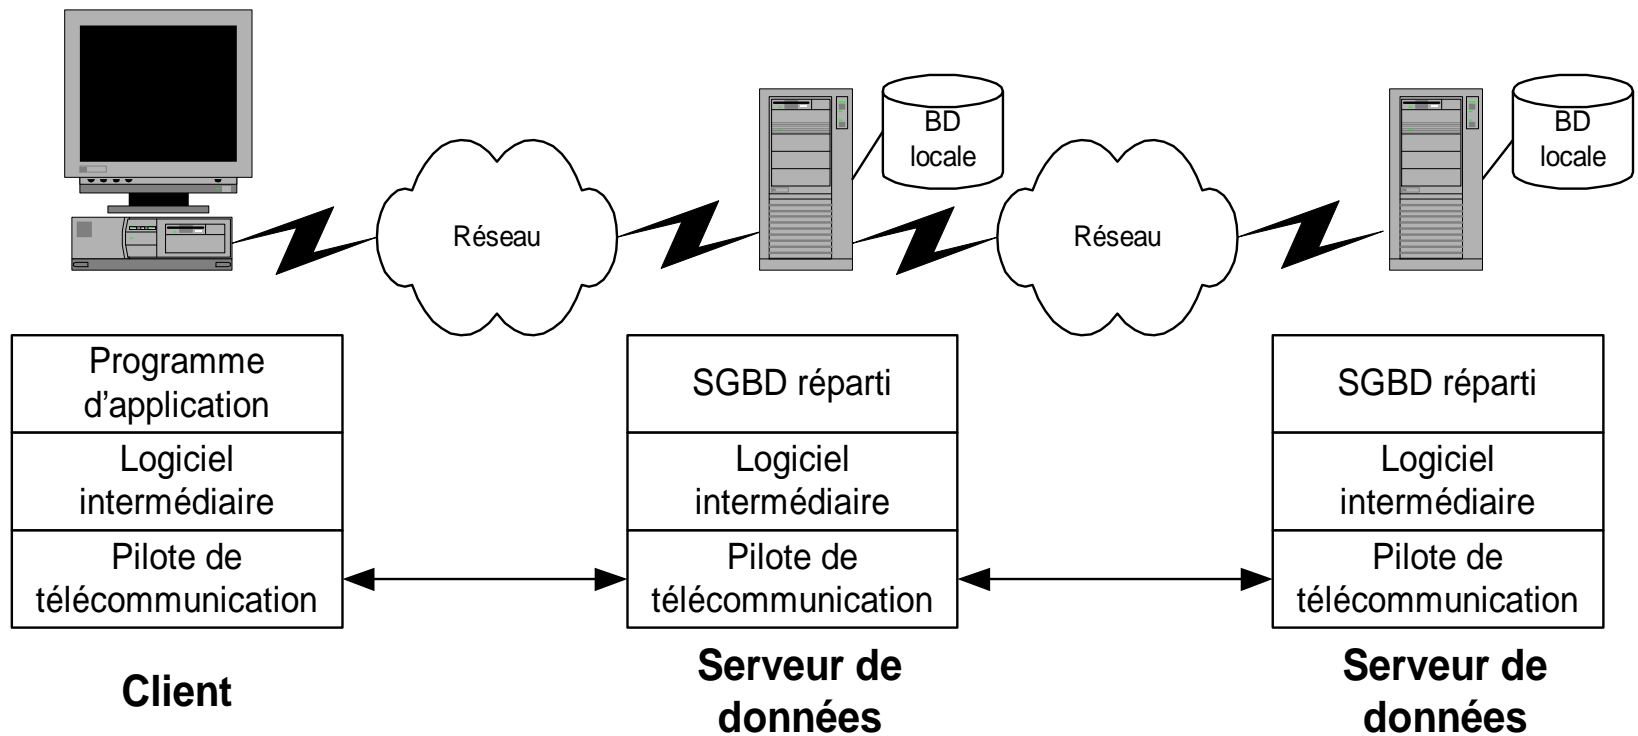 BD
locale
BD
locale
Réseau
Réseau
Programme
d'application
Logiciel
intermédiaire
Pilote de
télécommunication
Client
SGBD réparti
Logiciel
intermédiaire
Pilote de
télécommunication
Serveur de
données
SGBD réparti
Logiciel
intermédiaire
Pilote de
télécommunication
Serveur de
données